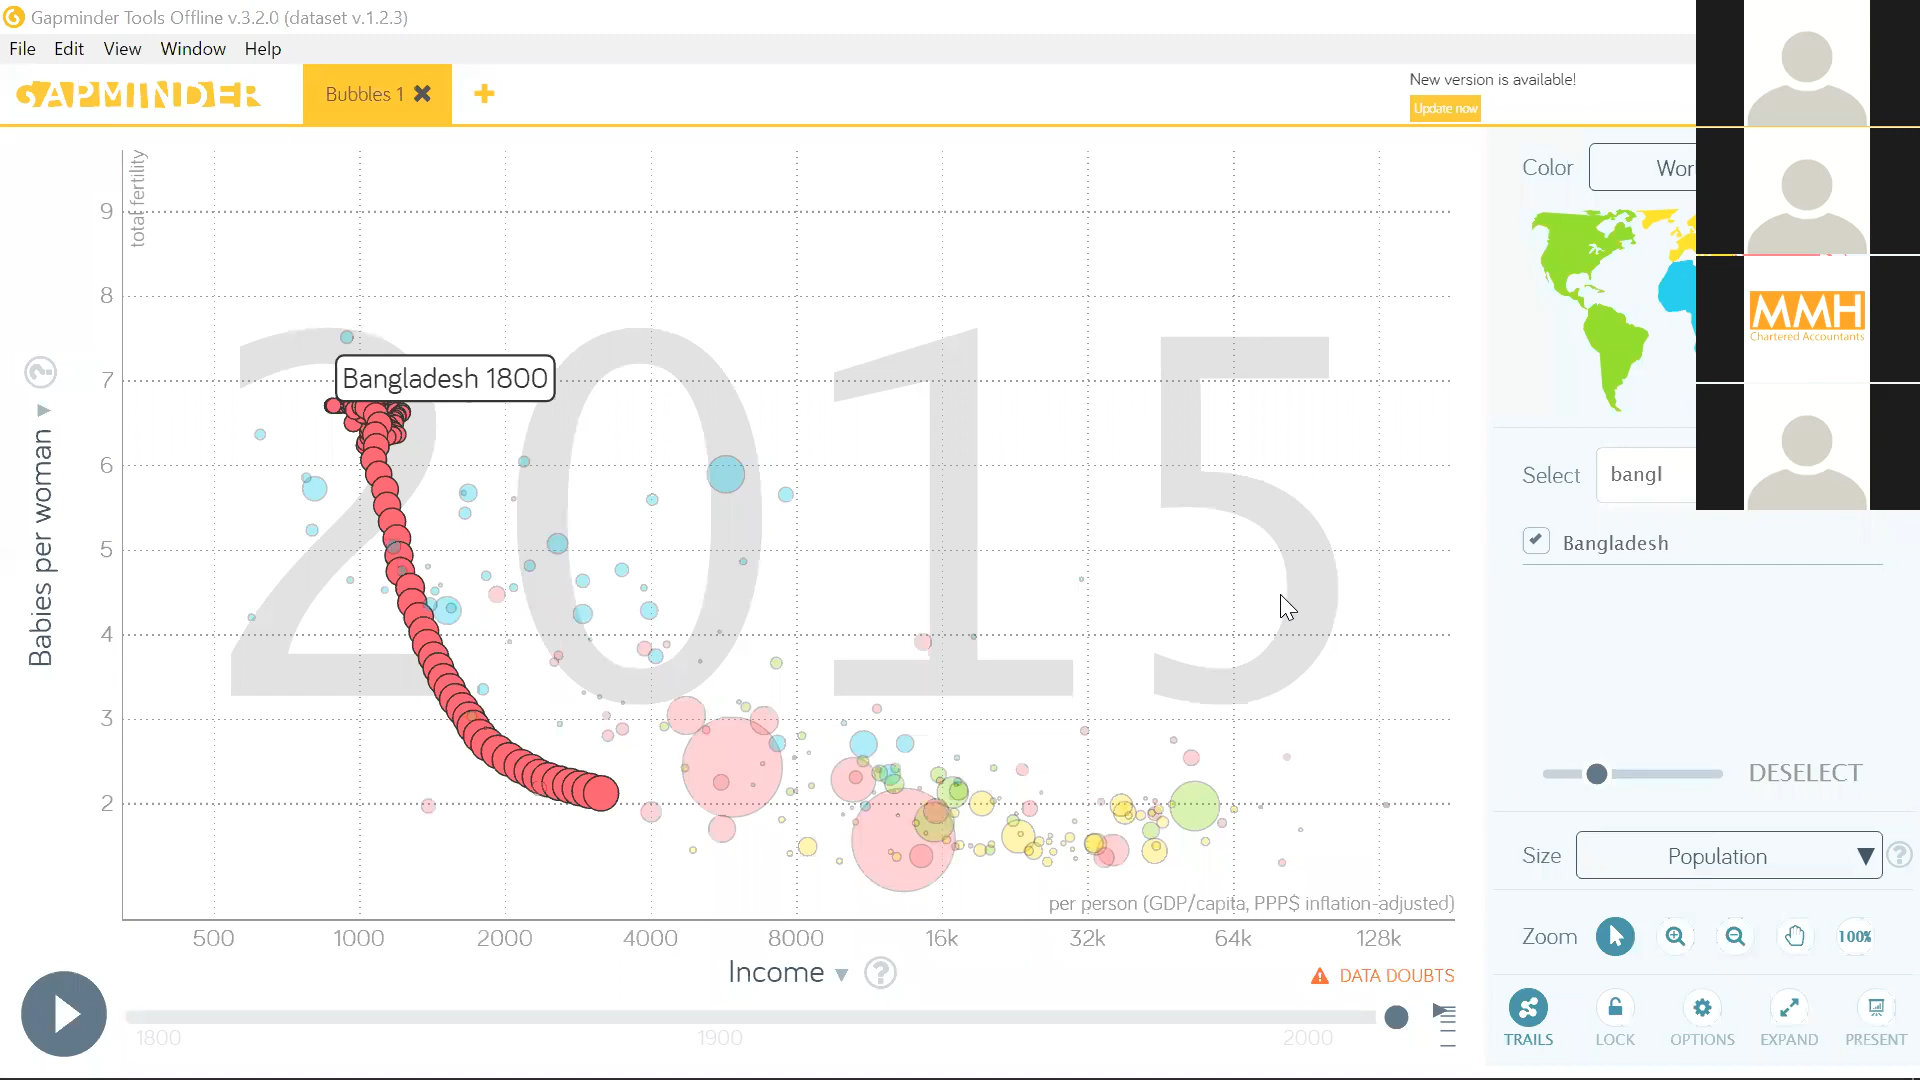 Gapminder Tools Offline v.3.2.0 (dataset v.1.2.3)
File Edit View Window Help
GAPMINDER
Bubbles 1
New version is available!
Update now
2015
total fertility
9
8
7
6
5
4
3
2
Babies per woman
Bangladesh 1800
per person (GDP/capita, PPP$ inflation-adjusted)
500 1000 2000 4000 8000 16k 32k 64k 128k
Income
DATA DOUBTS
1800 1900 2000
Color
Worl
MMH
Chartered Accountants
Select bangl
Bangladesh
DESELECT
Size Population
Zoom 100%
TRAILS LOCK OPTIONS EXPAND PRESENT